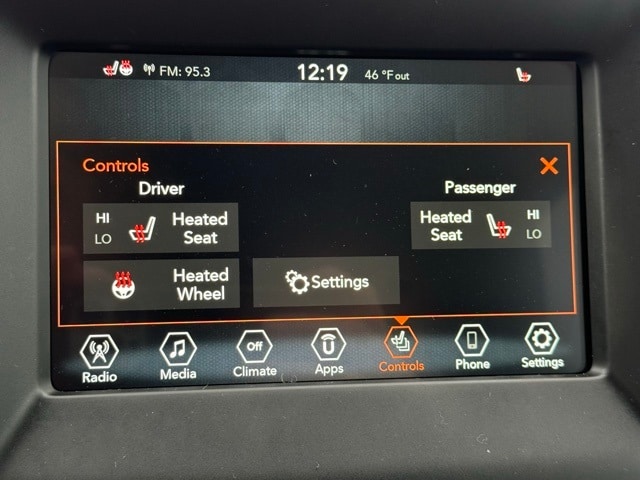 FM: 95.3 12:19 46 °F out
Controls
Driver Passenger
HI Heated Heated HI
LO Seat Seat LO
Heated
Wheel
Settings
Off
Radio Media Climate Apps Controls Phone Settings